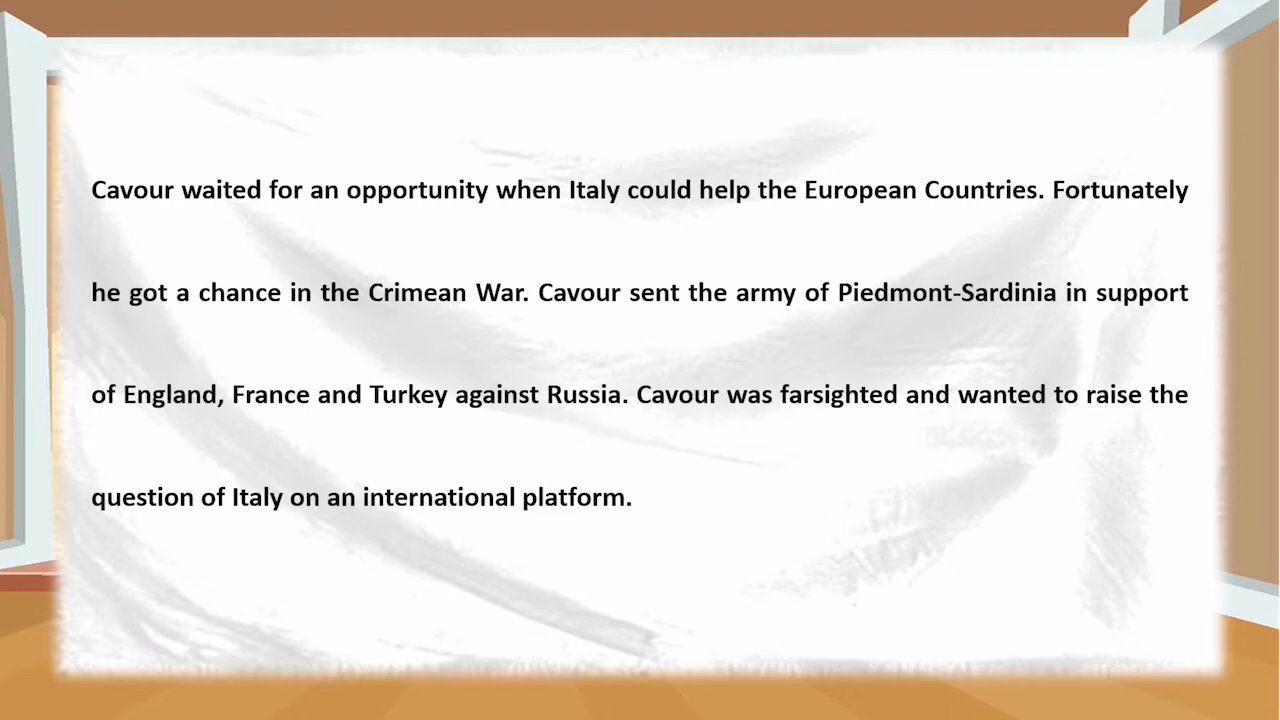 Cavour waited for an opportunity when Italy could help the European Countries. Fortunately
he got a chance in the Crimean War. Cavour sent the army of Piedmont-Sardinia in support
of England, France and Turkey against Russia. Cavour was farsighted and wanted to raise the
question of Italy on an international platform.